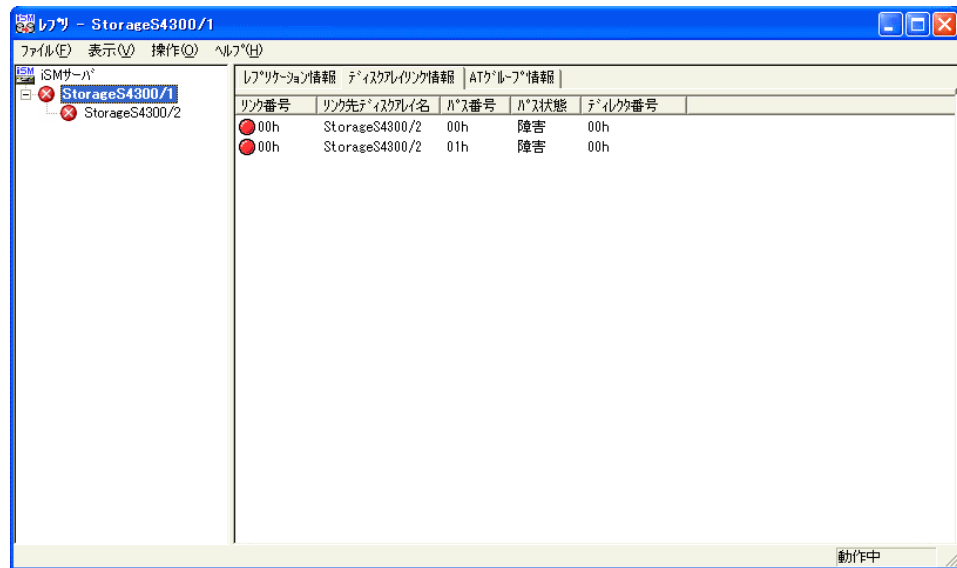 ﾚﾌﾟﾘ - StorageS4300/1
ﾌｧｲﾙ(F) 表示(V) 操作(O) ﾍﾙﾌﾟ(H)
iSMｻｰﾊﾞ
StorageS4300/1
StorageS4300/2
ﾚﾌﾟﾘｹｰｼｮﾝ情報 ﾃﾞｨｽｸｱﾚｲﾘﾝｸ情報 ATｸﾞﾙｰﾌﾟ情報
ﾘﾝｸ番号 ﾘﾝｸ先ﾃﾞｨｽｸｱﾚｲ名 ﾊﾟｽ番号 ﾊﾟｽ状態 ﾃﾞｨﾚｸﾀ番号
00h StorageS4300/2 00h 障害 00h
00h StorageS4300/2 01h 障害 00h
動作中